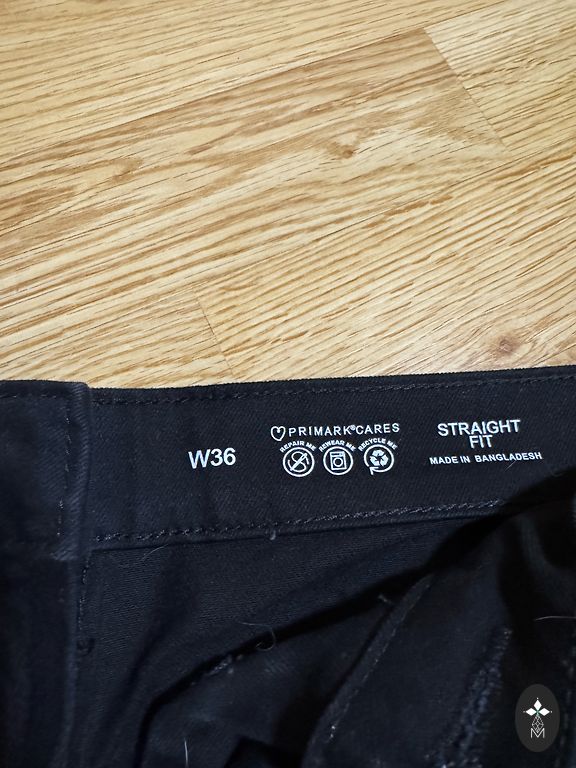 W36
PRIMARK®CARES
REPAIR ME
REWEAR ME
RECYCLE ME
STRAIGHT
FIT
MADE IN BANGLADESH
M